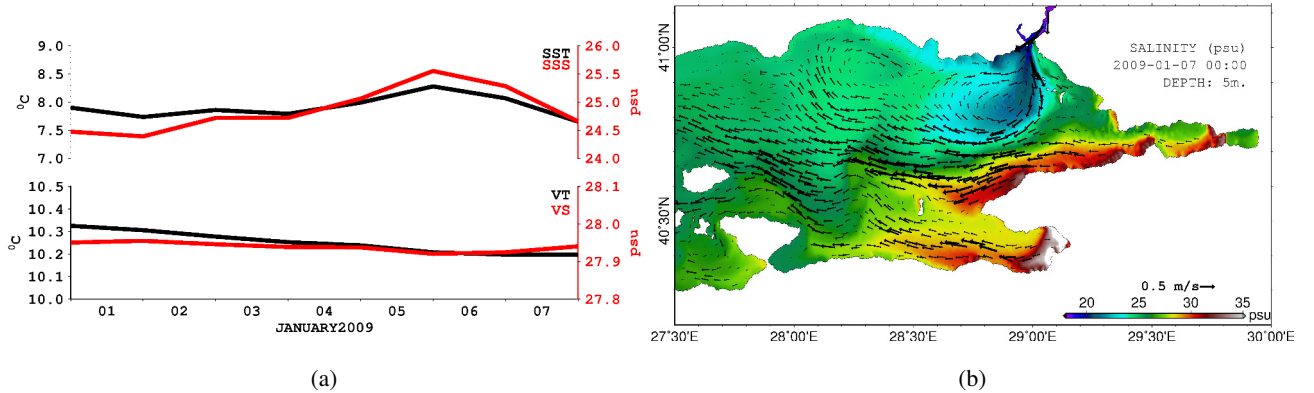 9.0
8.5
8.0
7.5
7.0
⁰C
SST
SSS
26.0
25.5
25.0
24.5
24.0
psu
10.5
10.4
10.3
10.2
10.1
10.0
⁰C
VT
VS
28.1
28.0
27.9
27.8
psu
01 02 03 04 05 06 07
JANUARY2009
(a)
41°00'N
40°30'N
SALINITY (psu)
2009-01-07 00:00
DEPTH: 5m.
0.5 m/s
20 25 30 35
psu
27°30'E 28°00'E 28°30'E 29°00'E 29°30'E 30°00'E
(b)